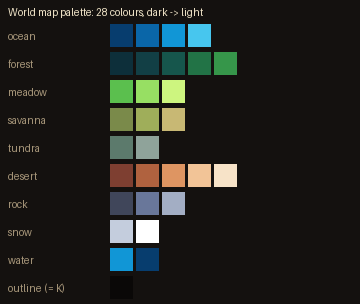 World map palette: 28 colours, dark -> light
ocean
forest
meadow
savanna
tundra
desert
rock
snow
water
outline (= K)